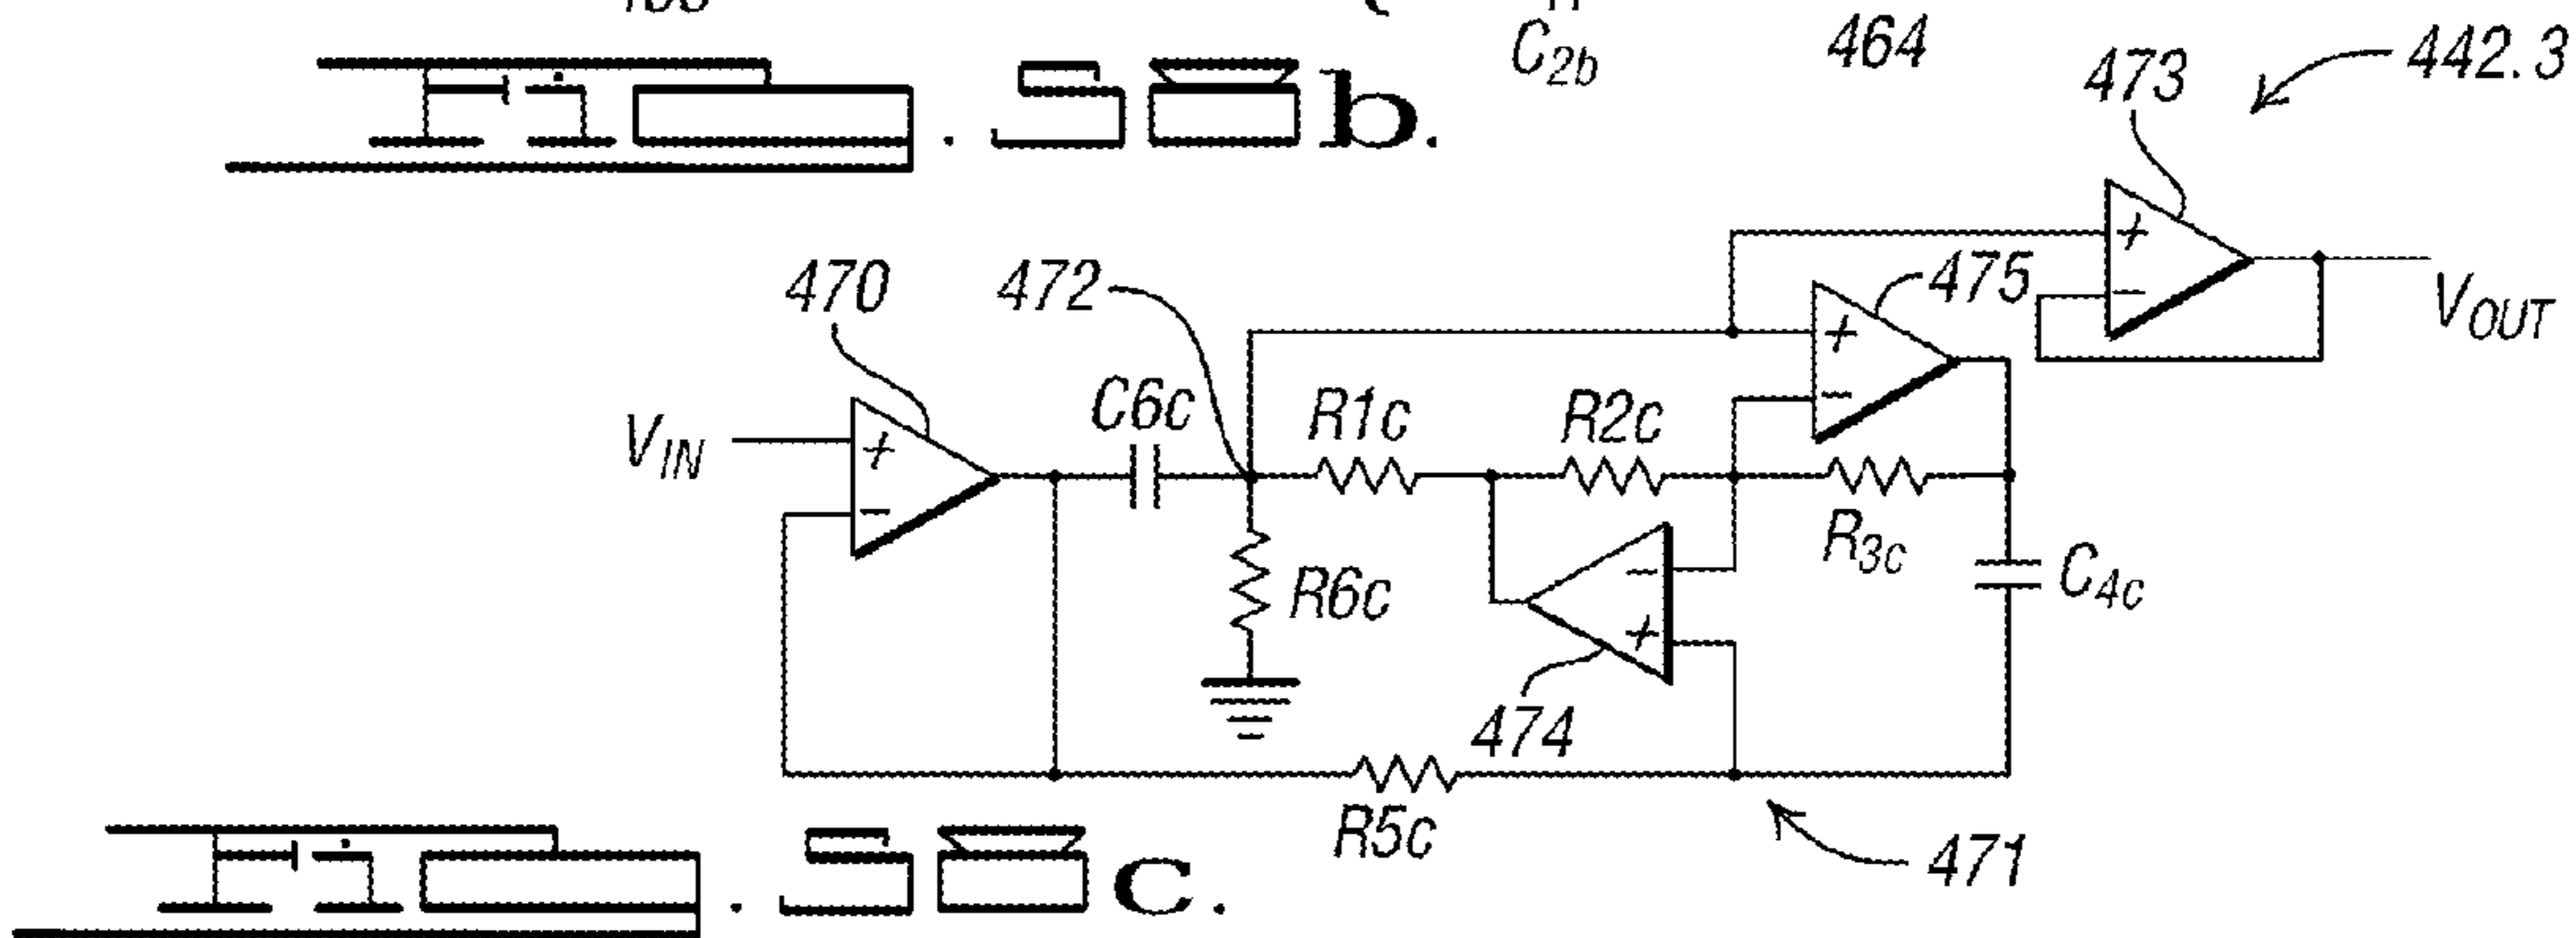 C2b
464
473
442.3
Fig. 58b.
470
472
475
VIN
+
−
C6c
R1c
R2c
+
−
+
−
VOUT
R6c
R3c
−
+
C4c
474
R5c
471
Fig. 58c.